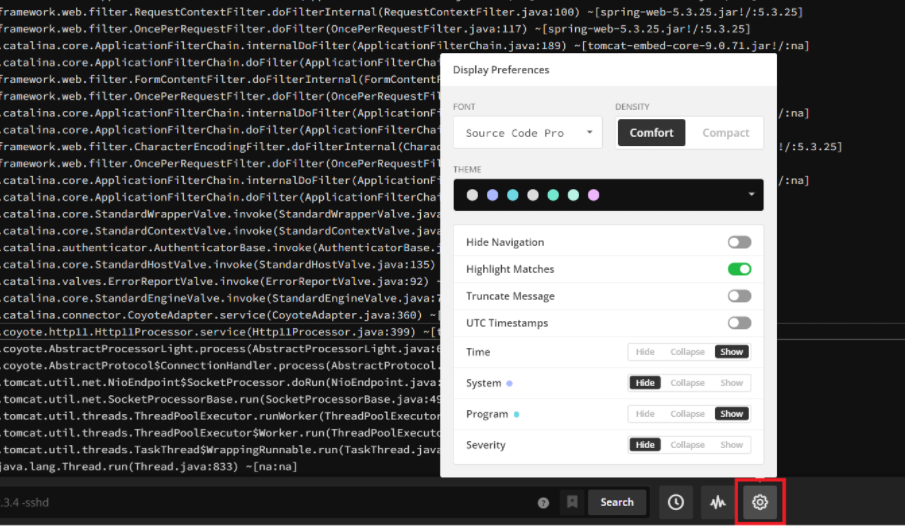 framework.web.filter.RequestContextFilter.doFilterInternal(RequestContextFilter.java:100) ~[spring-web-5.3.25.jar!/:5.3.25]
framework.web.filter.OncePerRequestFilter.doFilter(OncePerRequestFilter.java:117) ~[spring-web-5.3.25.jar!/:5.3.25]
.catalina.core.ApplicationFilterChain.internalDoFilter(ApplicationFilterChain.java:189) ~[tomcat-embed-core-9.0.71.jar!/:na]
.catalina.core.ApplicationFilterChain.doFilter(ApplicationFilterChai
framework.web.filter.FormContentFilter.doFilterInternal(FormContentF
framework.web.filter.OncePerRequestFilter.doFilter(OncePerRequestFil
.catalina.core.ApplicationFilterChain.internalDoFilter(ApplicationFi /:na]
.catalina.core.ApplicationFilterChain.doFilter(ApplicationFilterChai
framework.web.filter.CharacterEncodingFilter.doFilterInternal(Charac !/:5.3.25]
framework.web.filter.OncePerRequestFilter.doFilter(OncePerRequestFil
.catalina.core.ApplicationFilterChain.internalDoFilter(ApplicationFi /:na]
.catalina.core.ApplicationFilterChain.doFilter(ApplicationFilterChai
.catalina.core.StandardWrapperValve.invoke(StandardWrapperValve.java
.catalina.core.StandardContextValve.invoke(StandardContextValve.java
.catalina.authenticator.AuthenticatorBase.invoke(AuthenticatorBase.j
.catalina.core.StandardHostValve.invoke(StandardHostValve.java:135)
.catalina.valves.ErrorReportValve.invoke(ErrorReportValve.java:92) ~
.catalina.core.StandardEngineValve.invoke(StandardEngineValve.java:7
.catalina.connector.CoyoteAdapter.service(CoyoteAdapter.java:360) ~[
.coyote.http11.Http11Processor.service(Http11Processor.java:399) ~[t
.coyote.AbstractProcessorLight.process(AbstractProcessorLight.java:6
.coyote.AbstractProtocol$ConnectionHandler.process(AbstractProtocol.
.tomcat.util.net.NioEndpoint$SocketProcessor.doRun(NioEndpoint.java:
.tomcat.util.net.SocketProcessorBase.run(SocketProcessorBase.java:49
.tomcat.util.threads.ThreadPoolExecutor.runWorker(ThreadPoolExecutor
.tomcat.util.threads.ThreadPoolExecutor$Worker.run(ThreadPoolExecuto
.tomcat.util.threads.TaskThread$WrappingRunnable.run(TaskThread.java
java.lang.Thread.run(Thread.java:833) ~[na:na]
Display Preferences
FONT DENSITY
Source Code Pro Comfort Compact
THEME
Hide Navigation
Highlight Matches
Truncate Message
UTC Timestamps
Time Hide Collapse Show
System Hide Collapse Show
Program Hide Collapse Show
Severity Hide Collapse Show
2.3.4 -sshd ? Search